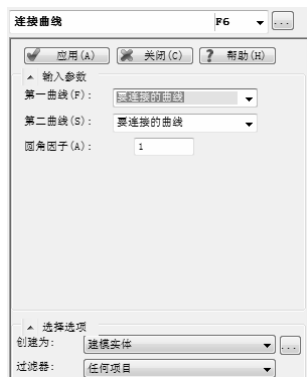 连接曲线 F6 ...
应用(A) 关闭(C) ? 帮助(H)
输入参数
第一曲线(F): 要连接的曲线
第二曲线(S): 要连接的曲线
圆角因子(A): 1
选择选项
创建为: 建模实体 ...
过滤器: 任何项目